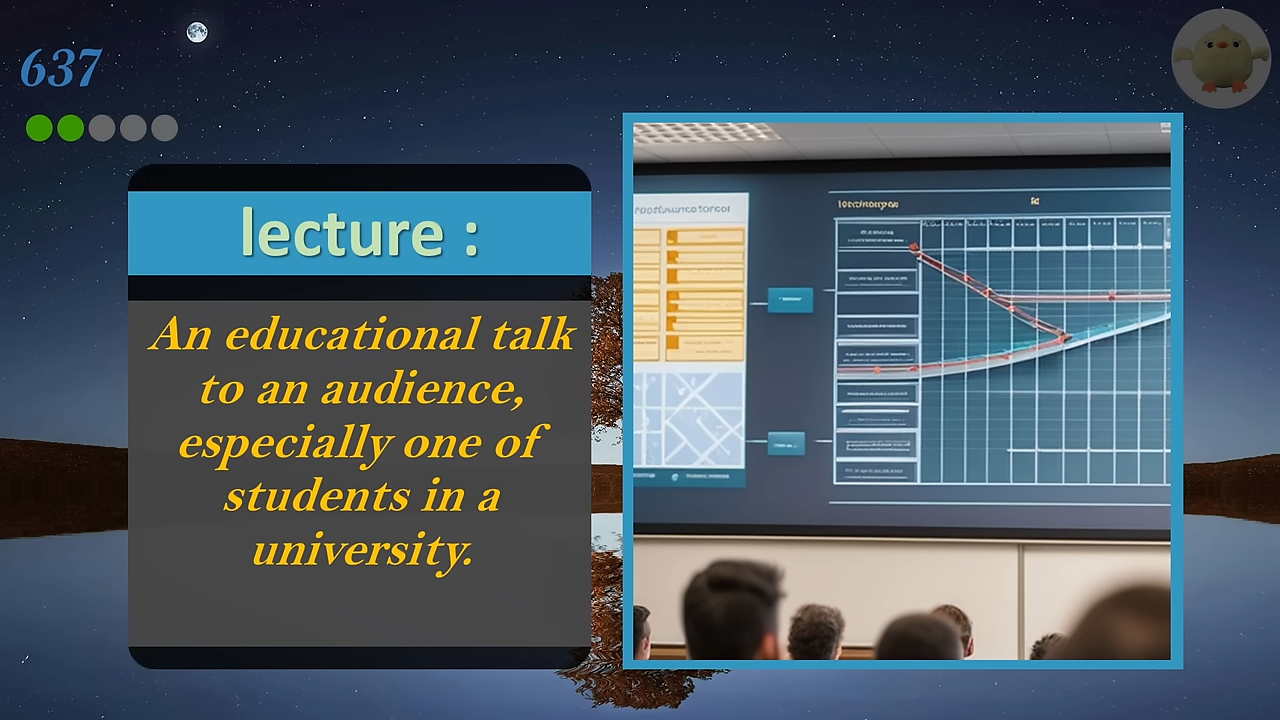 637
lecture :
An educational talk
to an audience,
especially one of
students in a
university.